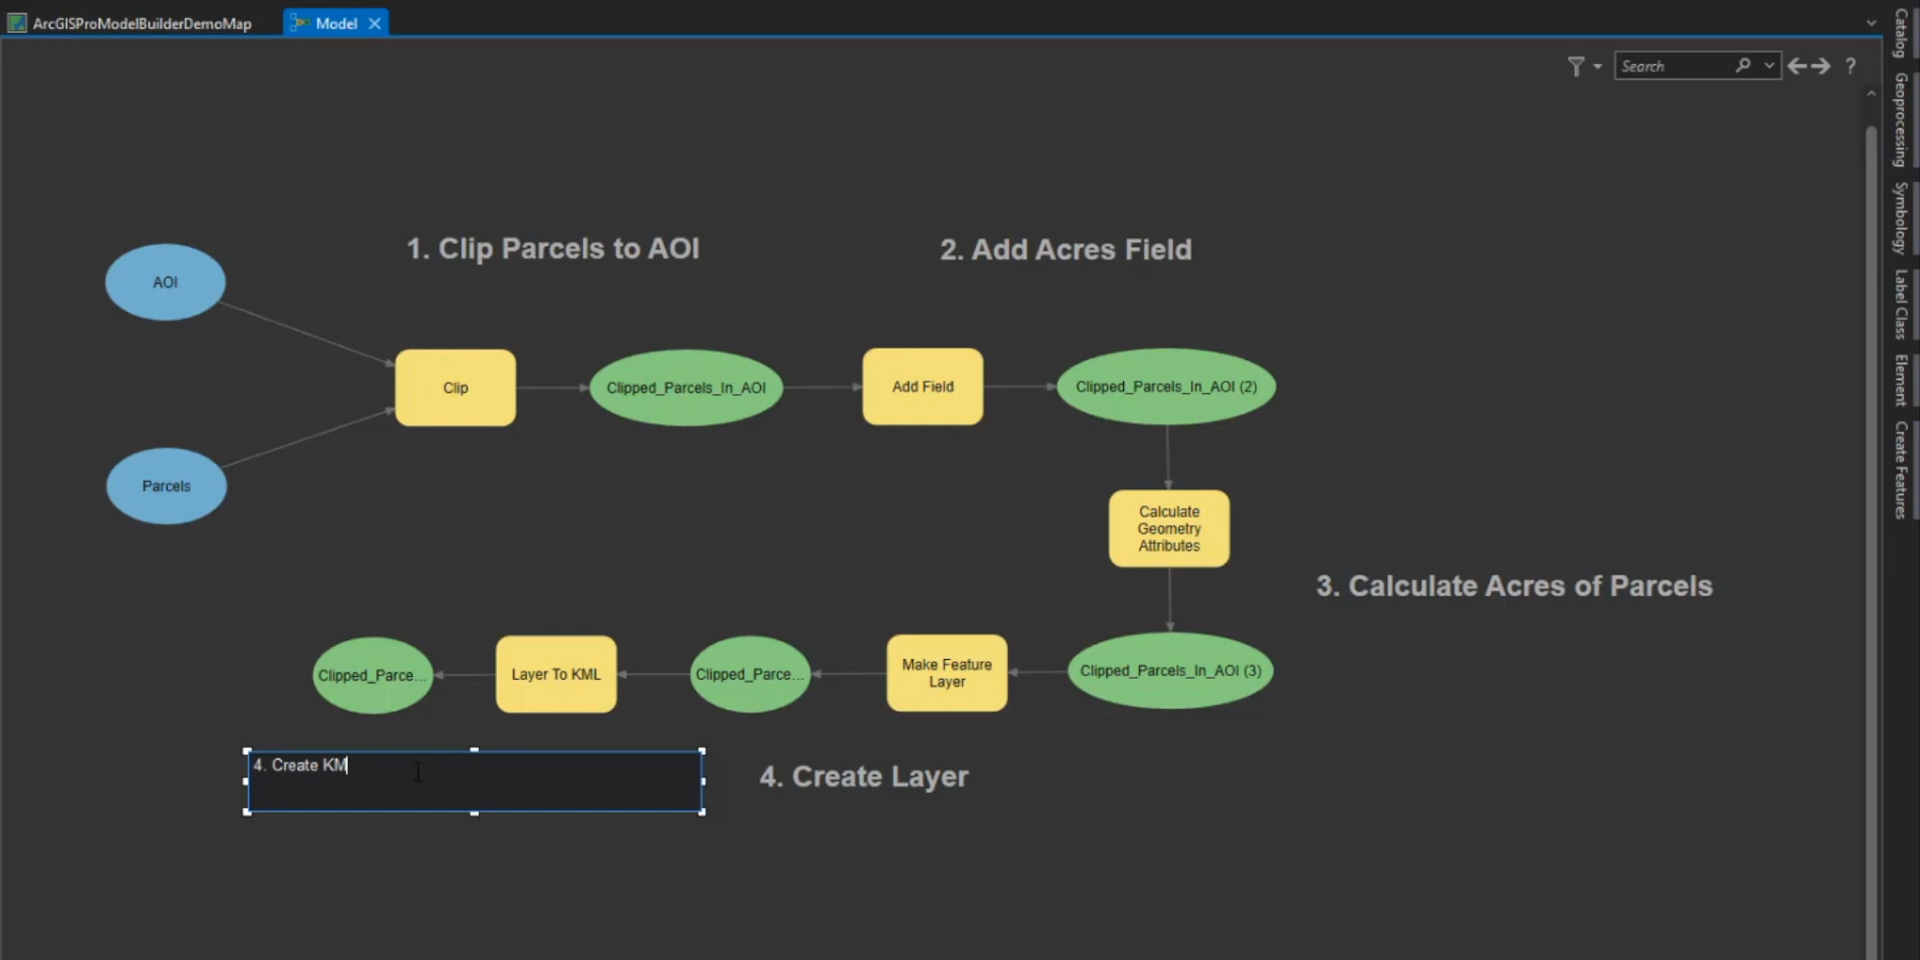 ArcGISProModelBuilderDemoMap
Model
Search
?
Catalog
Geoprocessing
Symbology
Label Class
Element
Create Features
1. Clip Parcels to AOI
2. Add Acres Field
AOI
Clip
Clipped_Parcels_In_AOI
Add Field
Clipped_Parcels_In_AOI (2)
Parcels
Calculate
Geometry
Attributes
3. Calculate Acres of Parcels
Clipped_Parce...
Layer To KML
Clipped_Parce...
Make Feature
Layer
Clipped_Parcels_In_AOI (3)
4. Create KM
4. Create Layer